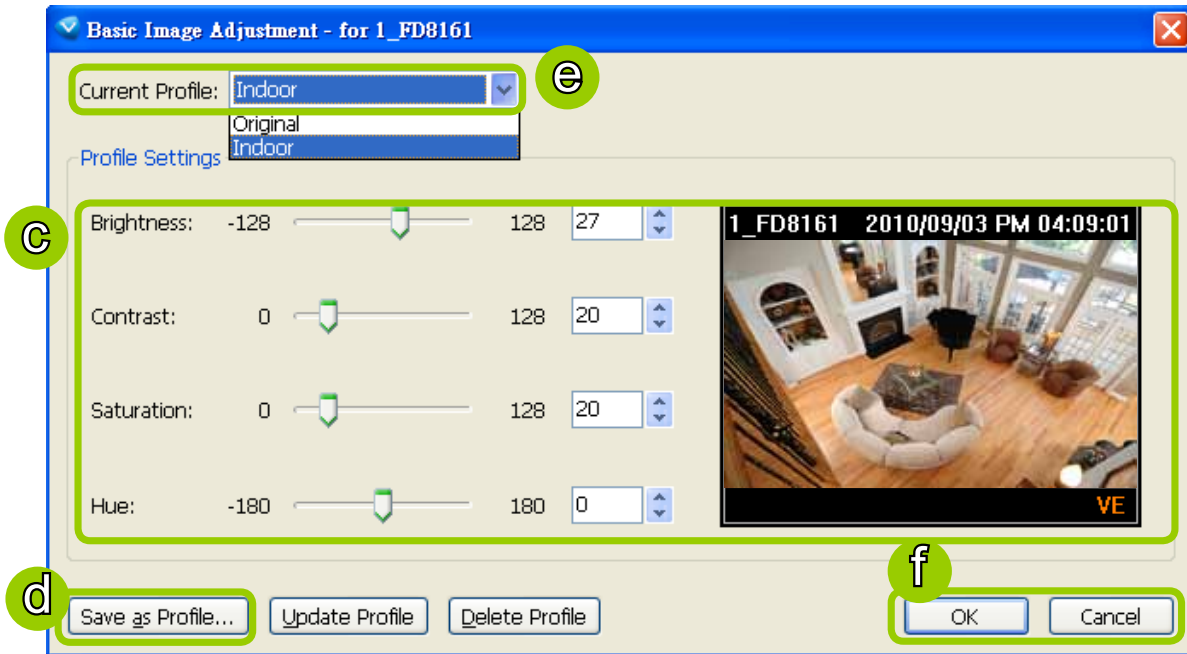 Basic Image Adjustment - for 1_FD8161
Current Profile: Indoor
e
Original
Indoor
Profile Settings
c
Brightness: -128 128 27
1_FD8161 2010/09/03 PM 04:09:01
Contrast: 0 128 20
Saturation: 0 128 20
Hue: -180 180 0
VE
d
f
Save as Profile... Update Profile Delete Profile OK Cancel